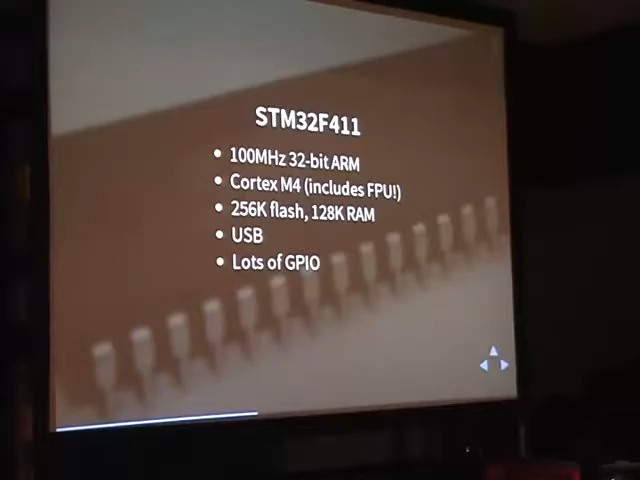 STM32F411
• 100MHz 32-bit ARM
• Cortex M4 (includes FPU!)
• 256K flash, 128K RAM
• USB
• Lots of GPIO